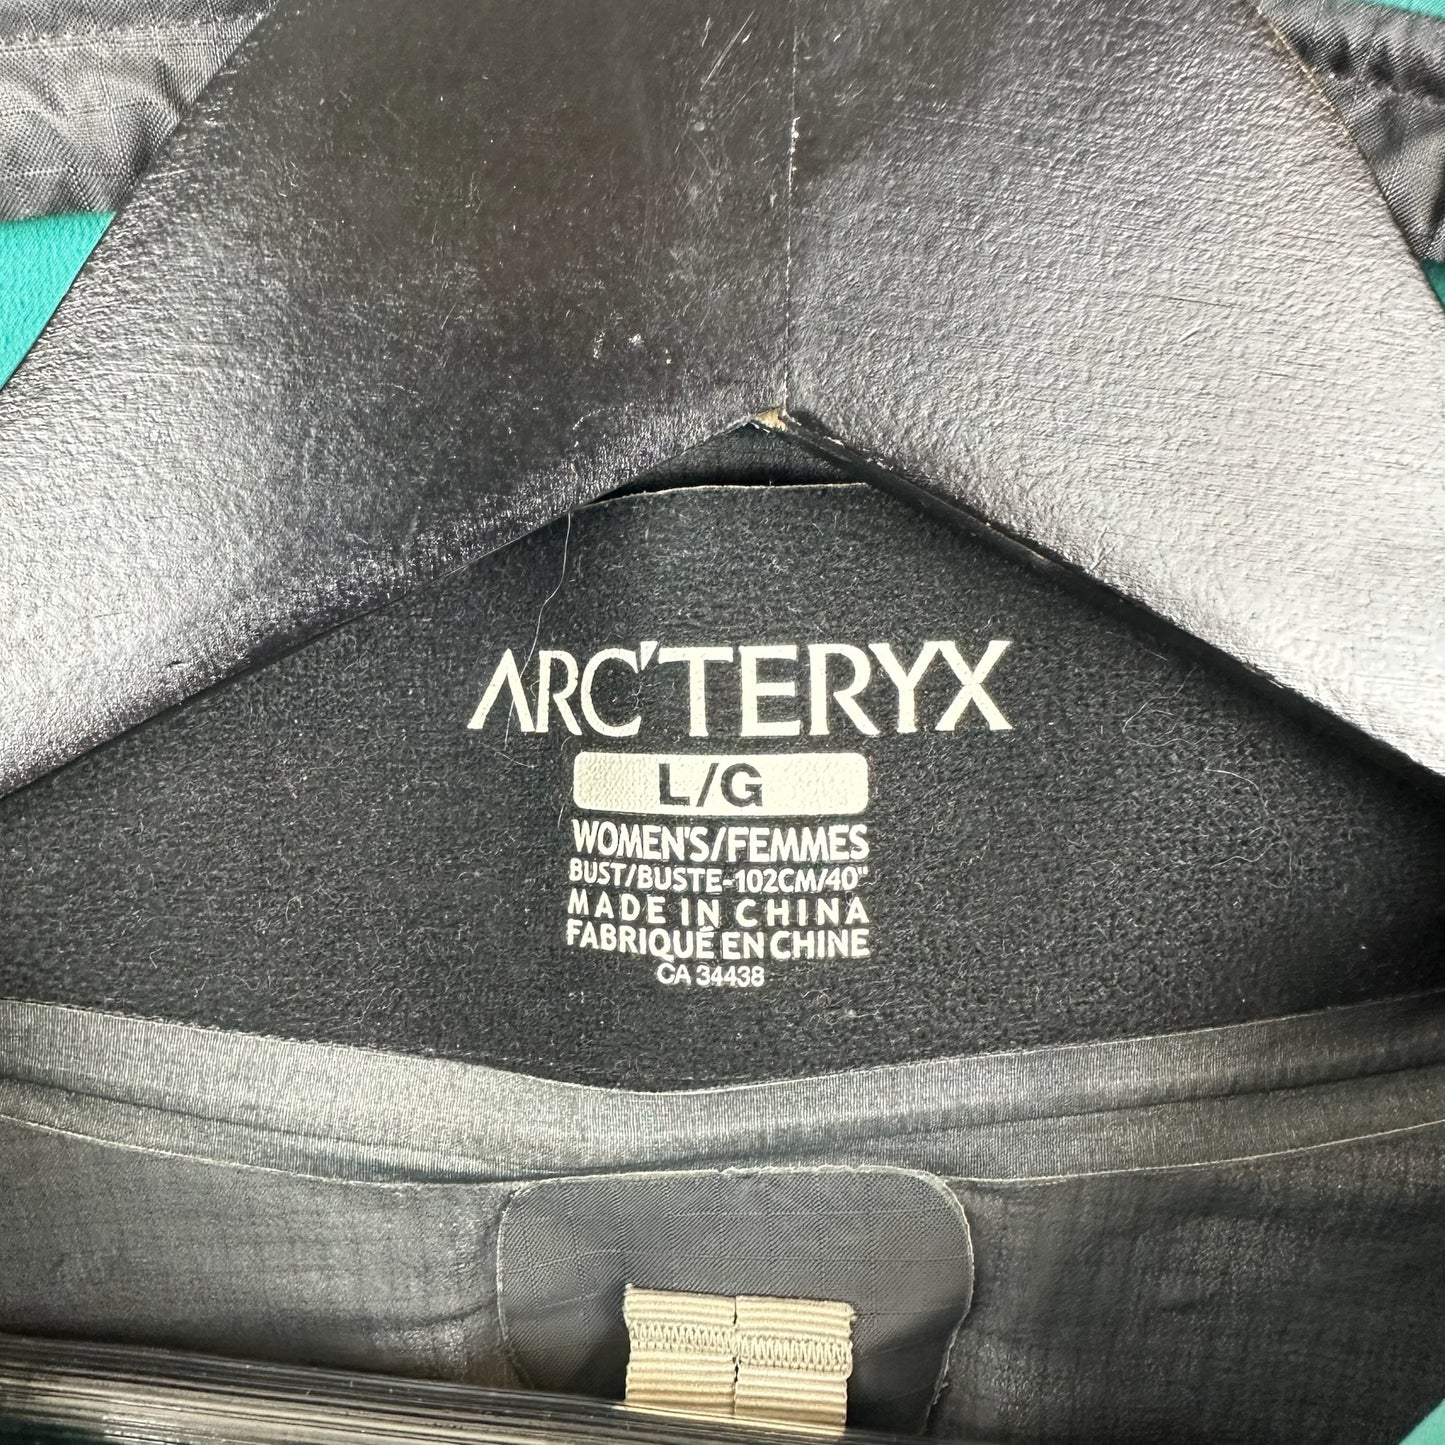 ARC'TERYX
L/G
WOMEN'S/FEMMES
BUST/BUSTE-102CM/40"
MADE IN CHINA
FABRIQUÉ EN CHINE
CA 34438